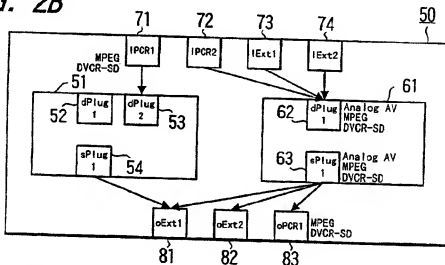 FIG. 2B
71 72 73 74 50
IPCR1 IPCR2 IExt1 IExt2
MPEG
DVCR-SD
51 61
dPlug 1 dPlug 2 dPlug 1
52 53 62
Analog AV
MPEG
DVCR-SD
54 63
sPlug 1 sPlug 1
Analog AV
MPEG
DVCR-SD
oExt1 oExt2 oPCR1 MPEG
DVCR-SD
81 82 83